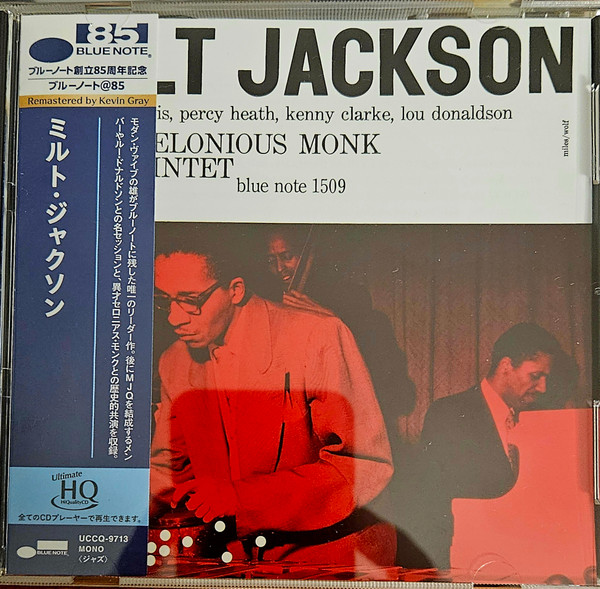 85
BLUE NOTE
ブルーノート創立85周年記念
ブルーノート@85
Remastered by Kevin Gray
ミルト・ジャクソン
モダン・ヴァイブの雄がブルーノートに残した唯一のリーダー作。後にMJQを結成するメン
バーやルー・ドナルドソンとの名セッションと、異才セロニアス・モンクとの歴史的共演を収録。
Ultimate
HQ
HiQualityCD
全てのCDプレーヤーで再生できます。
BLUE NOTE
UCCQ-9713
MONO
〈ジャズ〉
LT JACKSON
is, percy heath, kenny clarke, lou donaldson
ELONIOUS MONK
INTET
blue note 1509
miles/wolf